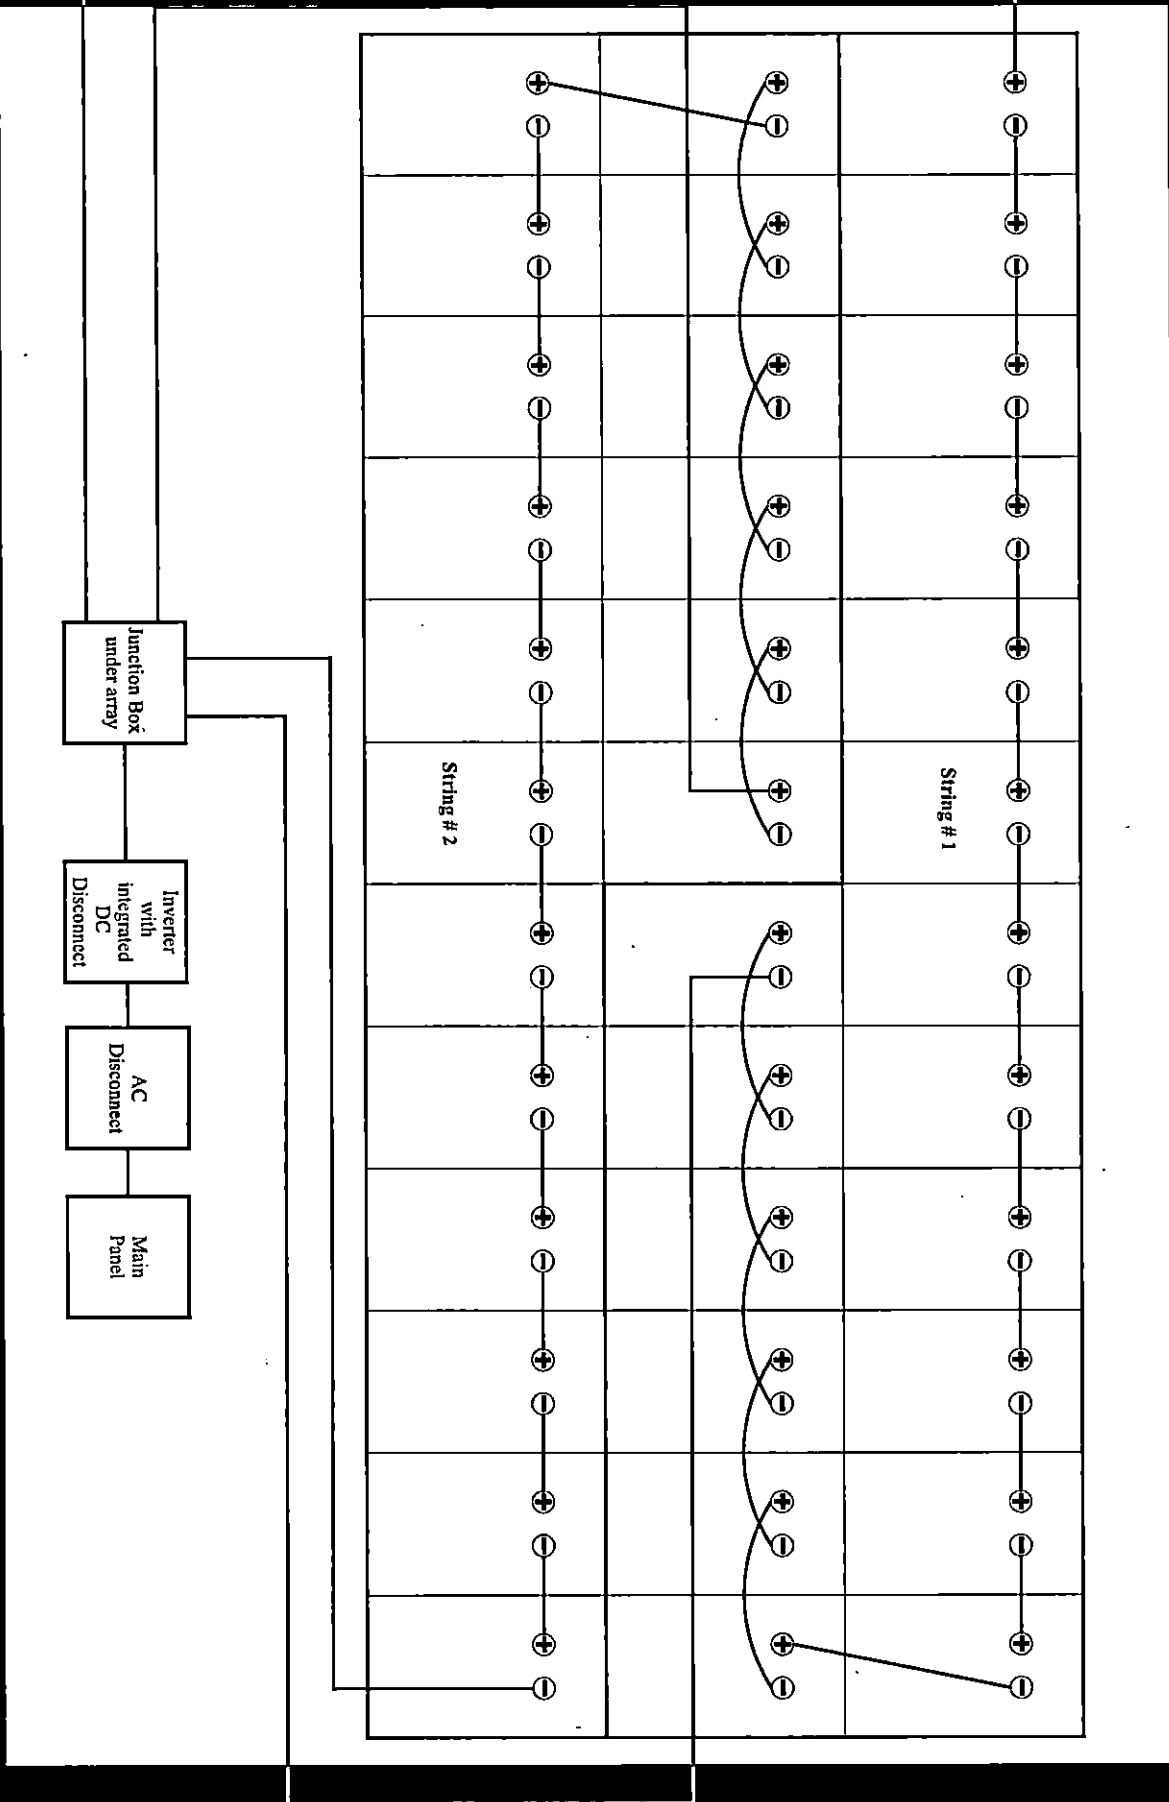 String # 1
String # 2
Junction Box
under array
Inverter
with
integrated
DC
Disconnect
AC
Disconnect
Main
Panel